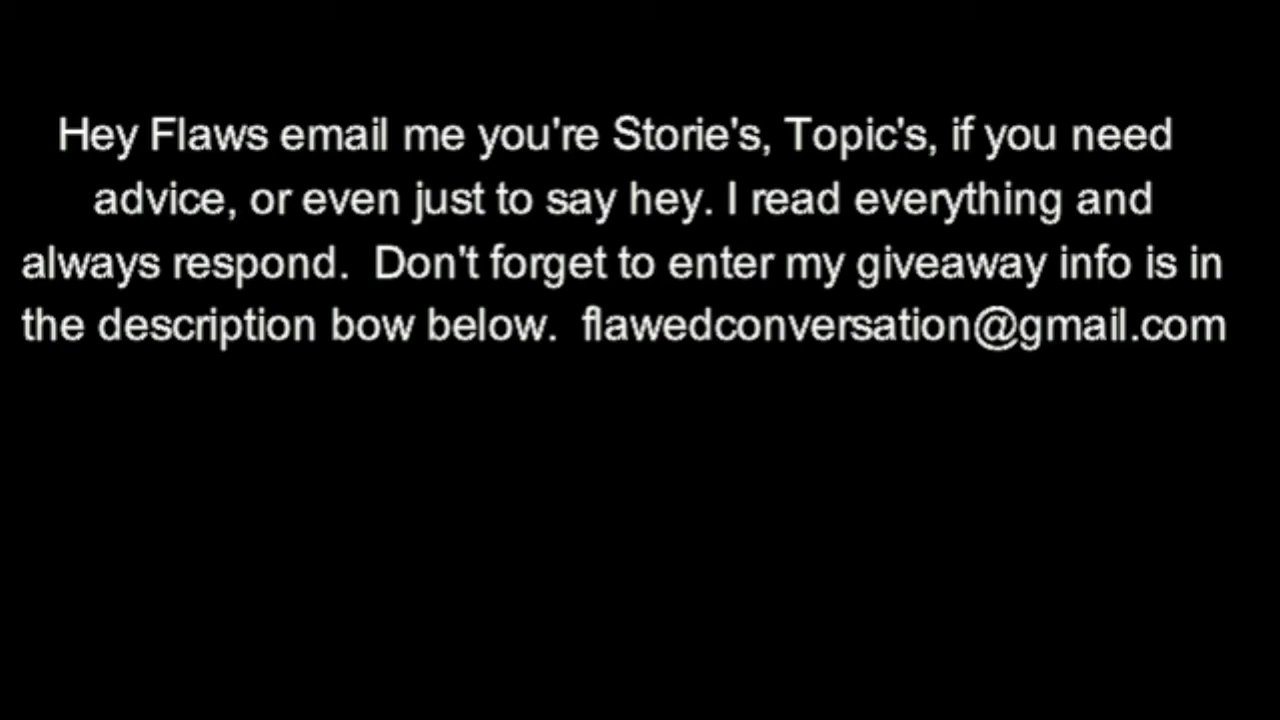 Hey Flaws email me you're Storie's, Topic's, if you need
advice, or even just to say hey. I read everything and
always respond.  Don't forget to enter my giveaway info is in
the description bow below.  flawedconversation@gmail.com